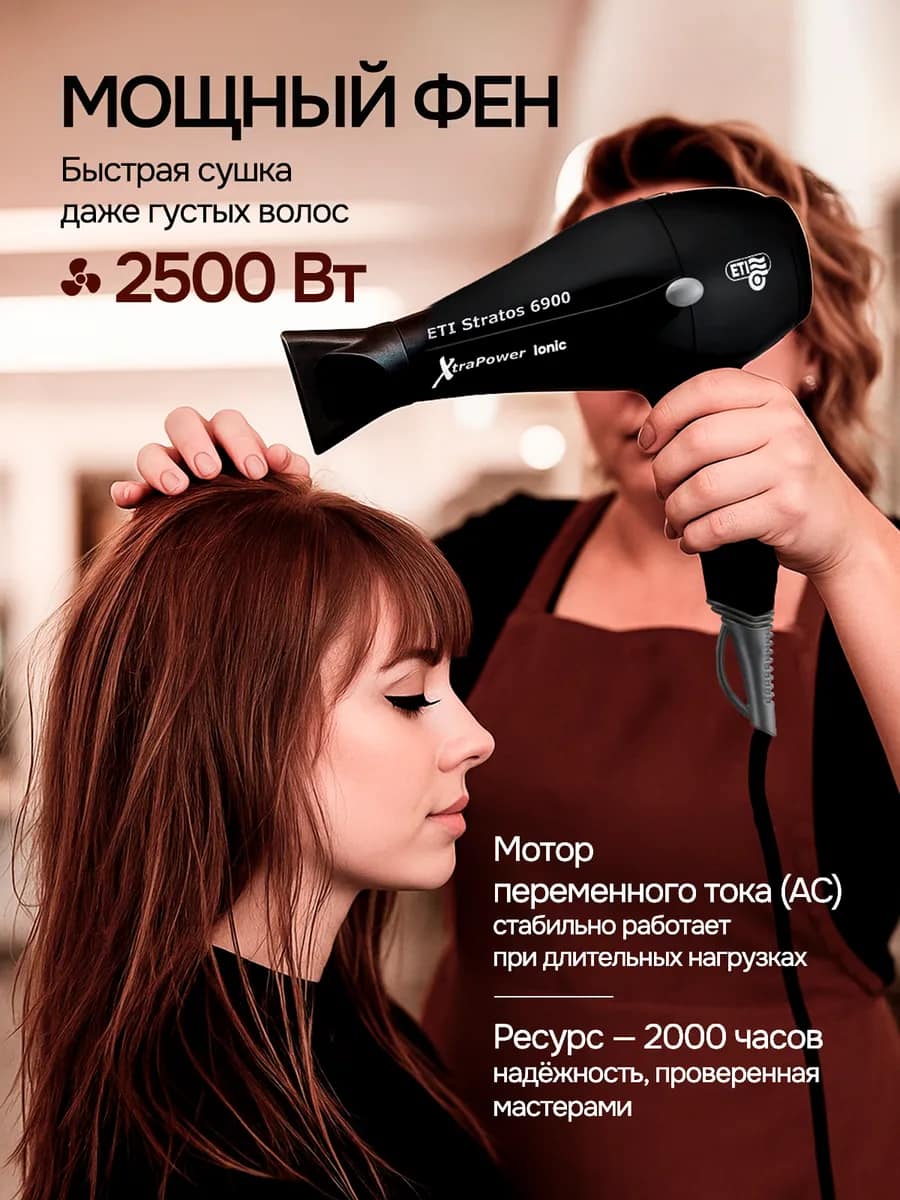 МОЩНЫЙ ФЕН
Быстрая сушка
даже густых волос
2500 Вт
ETI
ETI Stratos 6900
XtraPower Ionic
Мотор
переменного тока (AC)
стабильно работает
при длительных нагрузках
Ресурс — 2000 часов
надёжность, проверенная
мастерами